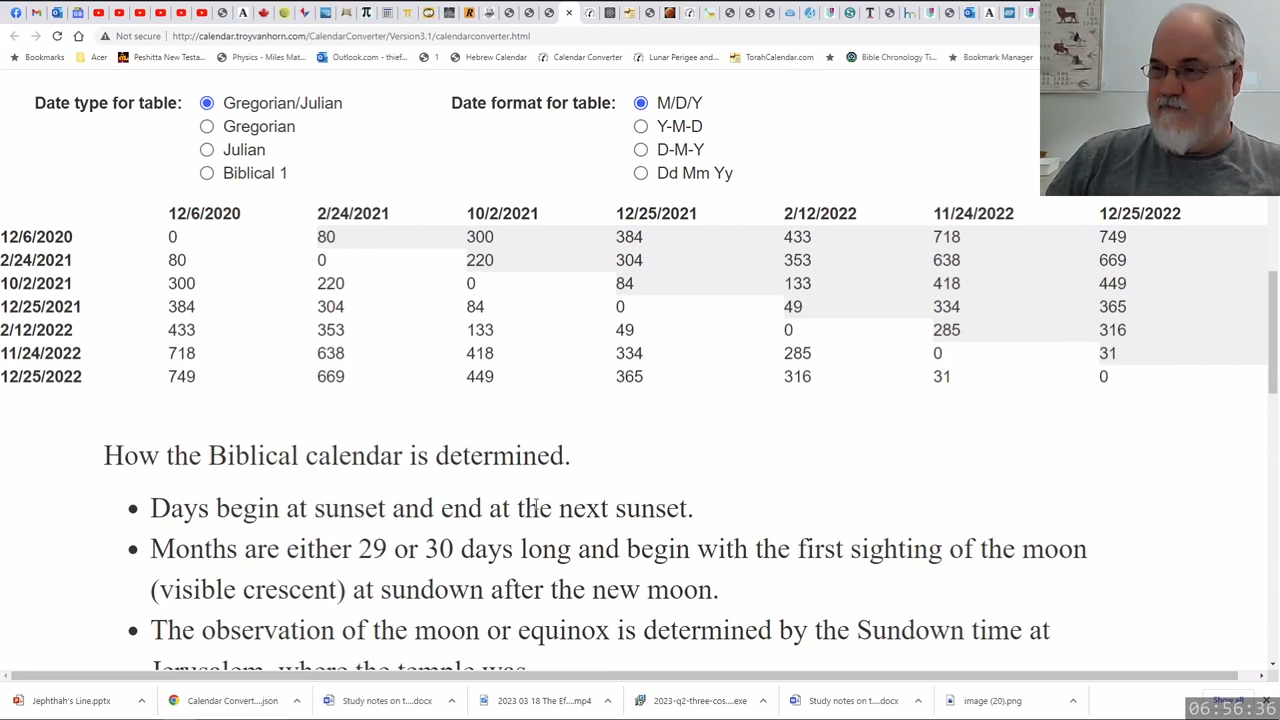 Not secure | http://calendar.troyvanhorn.com/CalendarConverter/Version3.1/calendarconverter.html
Bookmarks Acer Peshitta New Testa... Physics - Miles Mat... Outlook.com - thief... 1 Hebrew Calendar Calendar Converter Lunar Perigee and... TorahCalendar.com Bible Chronology Ti... Bookmark Manager
Date type for table: Gregorian/Julian Date format for table: M/D/Y
Gregorian Y-M-D
Julian D-M-Y
Biblical 1 Dd Mm Yy
12/6/2020 2/24/2021 10/2/2021 12/25/2021 2/12/2022 11/24/2022 12/25/2022
12/6/2020 0 80 300 384 433 718 749
2/24/2021 80 0 220 304 353 638 669
10/2/2021 300 220 0 84 133 418 449
12/25/2021 384 304 84 0 49 334 365
2/12/2022 433 353 133 49 0 285 316
11/24/2022 718 638 418 334 285 0 31
12/25/2022 749 669 449 365 316 31 0
How the Biblical calendar is determined.
• Days begin at sunset and end at the next sunset.
• Months are either 29 or 30 days long and begin with the first sighting of the moon
(visible crescent) at sundown after the new moon.
• The observation of the moon or equinox is determined by the Sundown time at
Jerusalem, where the temple was.
Jephthah's Line.pptx Calendar Convert....json Study notes on t....docx 2023 02 18 The Ef....mp4 2023-q2-three-cos....exe Study notes on t....docx image (20).png Show all
06:56:36